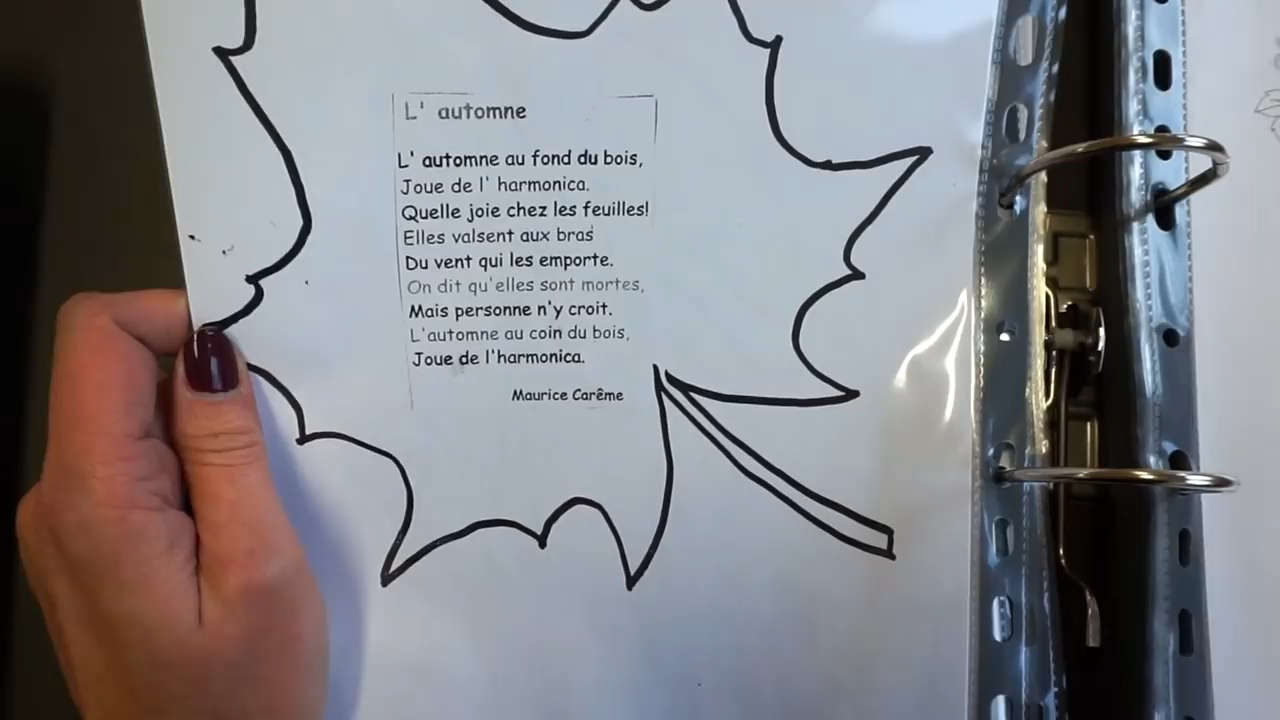 L' automne
L' automne au fond du bois,
Joue de l' harmonica.
Quelle joie chez les feuilles!
Elles valsent aux bras
Du vent qui les emporte.
On dit qu'elles sont mortes,
Mais personne n'y croit.
L'automne au coin du bois,
Joue de l'harmonica.
Maurice Carême